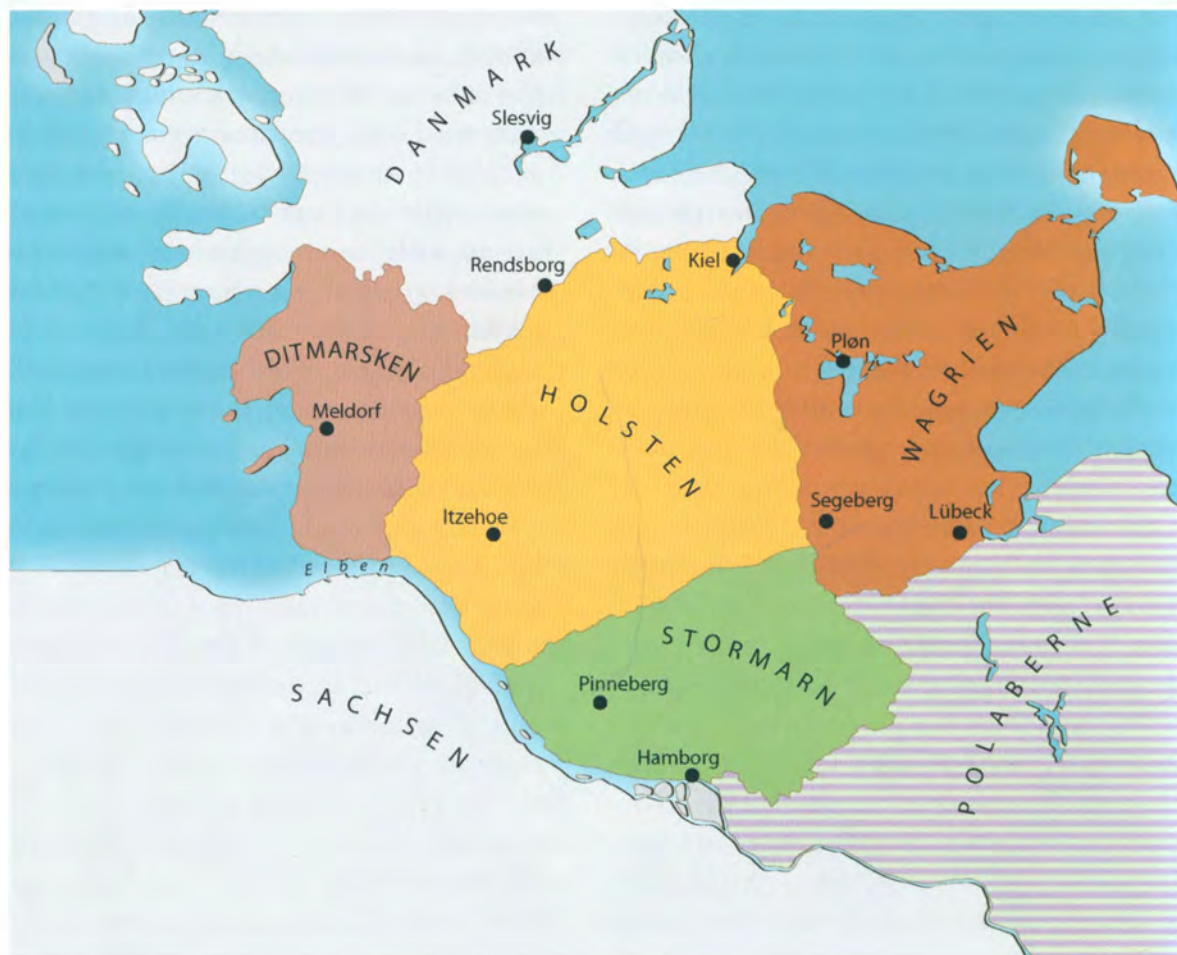 DANMARK
Slesvig
Rendsborg
Kiel
DITMARSKEN
Pløn
HOLSTEN
WAGRIEN
Meldorf
Itzehoe
Segeberg
Lübeck
Elben
STORMARN
POLABERNE
SACHSEN
Pinneberg
Hamborg